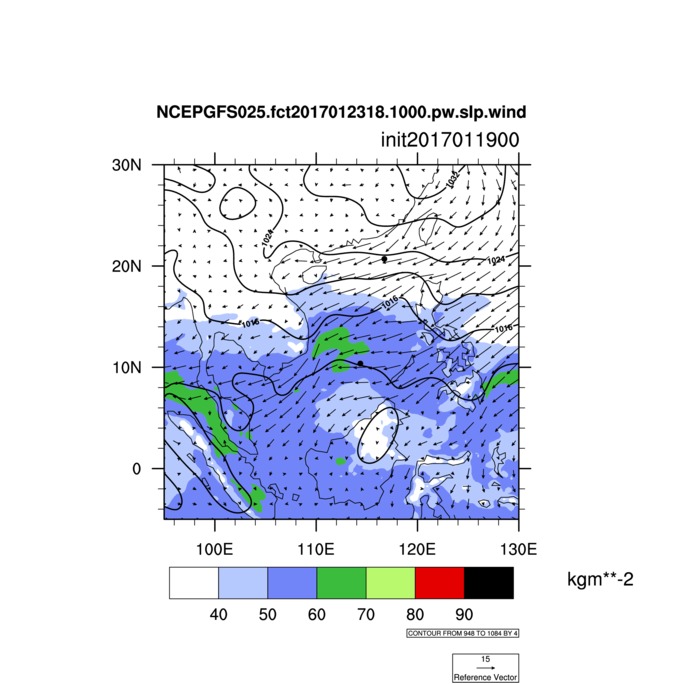 NCEPGFS025.fct2017012318.1000.pw.slp.wind
init2017011900
30N
20N
10N
0
1032
1024
1024
1016
1016
1016
100E 110E 120E 130E
40 50 60 70 80 90
kgm**-2
CONTOUR FROM 948 TO 1084 BY 4
15
Reference Vector